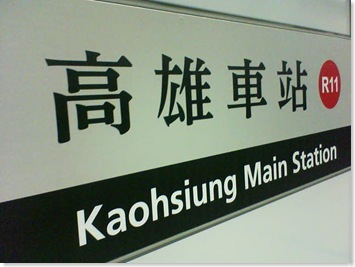 高雄車站 R11
Kaohsiung Main Station